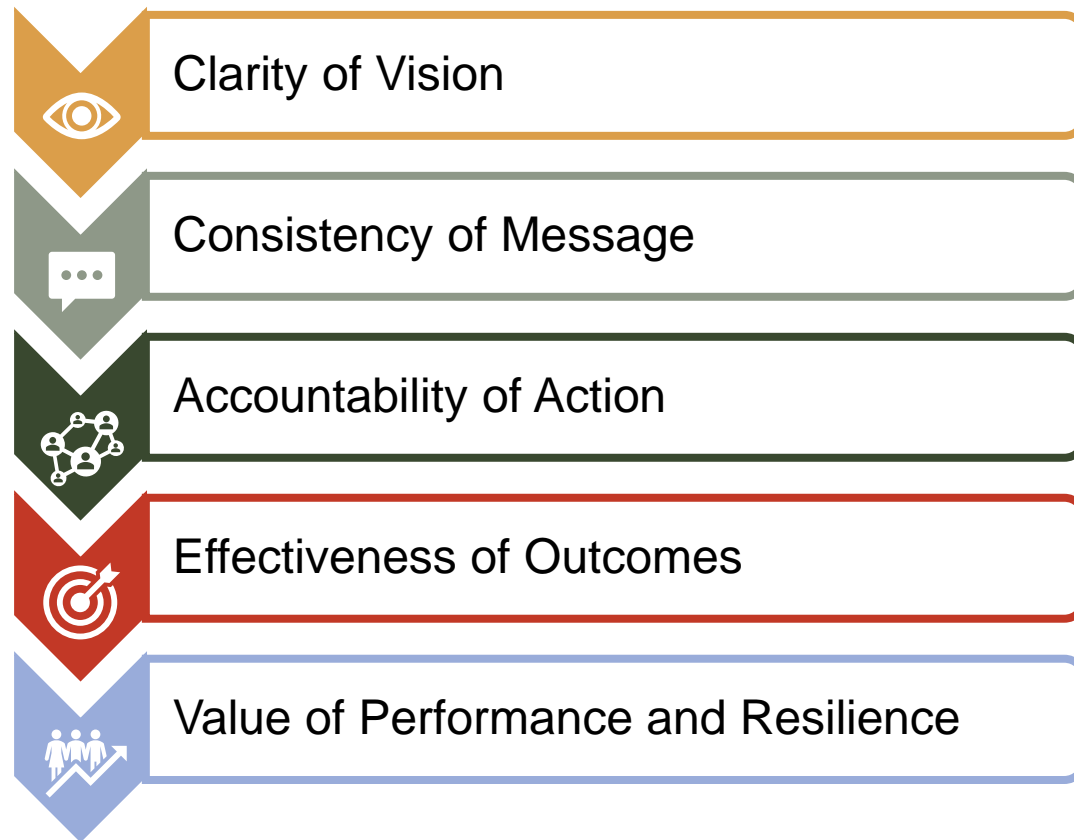 Clarity of Vision
Consistency of Message
Accountability of Action
Effectiveness of Outcomes
Value of Performance and Resilience